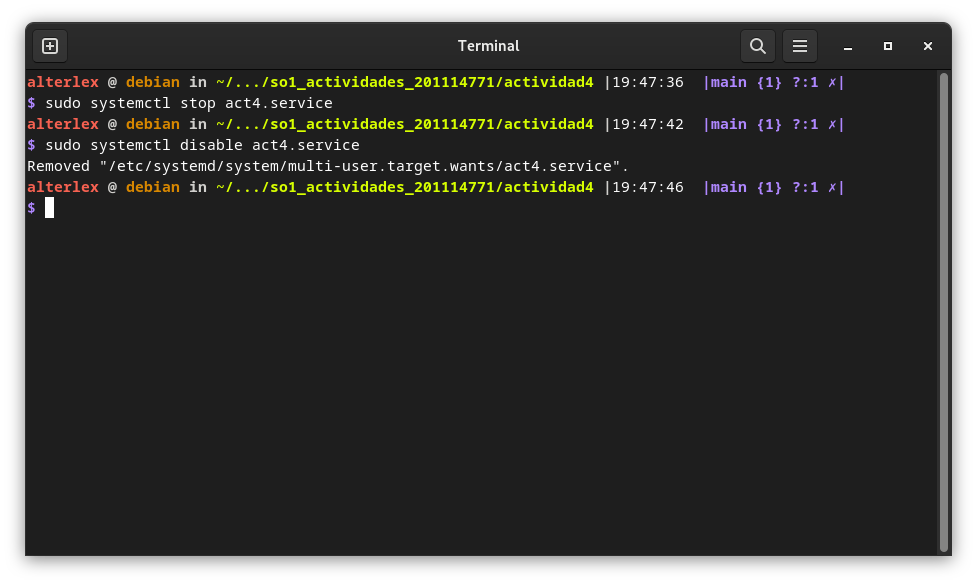 Terminal
alterlex @ debian in ~/.../so1_actividades_201114771/actividad4 |19:47:36  |main {1} ?:1 ✗|
$ sudo systemctl stop act4.service
alterlex @ debian in ~/.../so1_actividades_201114771/actividad4 |19:47:42  |main {1} ?:1 ✗|
$ sudo systemctl disable act4.service
Removed "/etc/systemd/system/multi-user.target.wants/act4.service".
alterlex @ debian in ~/.../so1_actividades_201114771/actividad4 |19:47:46  |main {1} ?:1 ✗|
$